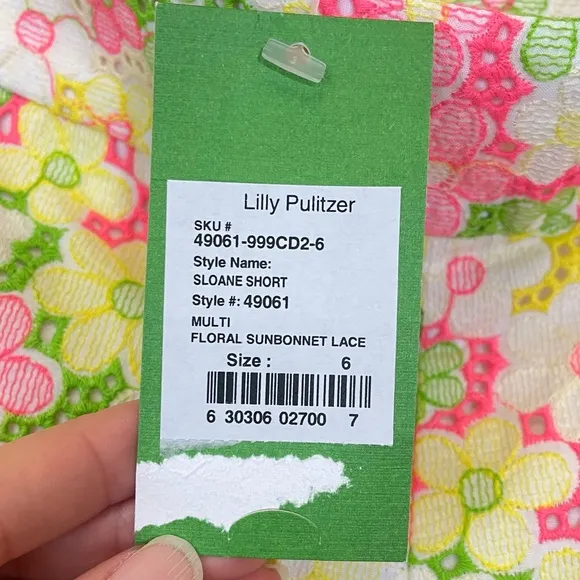 Lilly Pulitzer
SKU #
49061-999CD2-6
Style Name:
SLOANE SHORT
Style #: 49061
MULTI
FLORAL SUNBONNET LACE
Size : 6
6 30306 02700 7